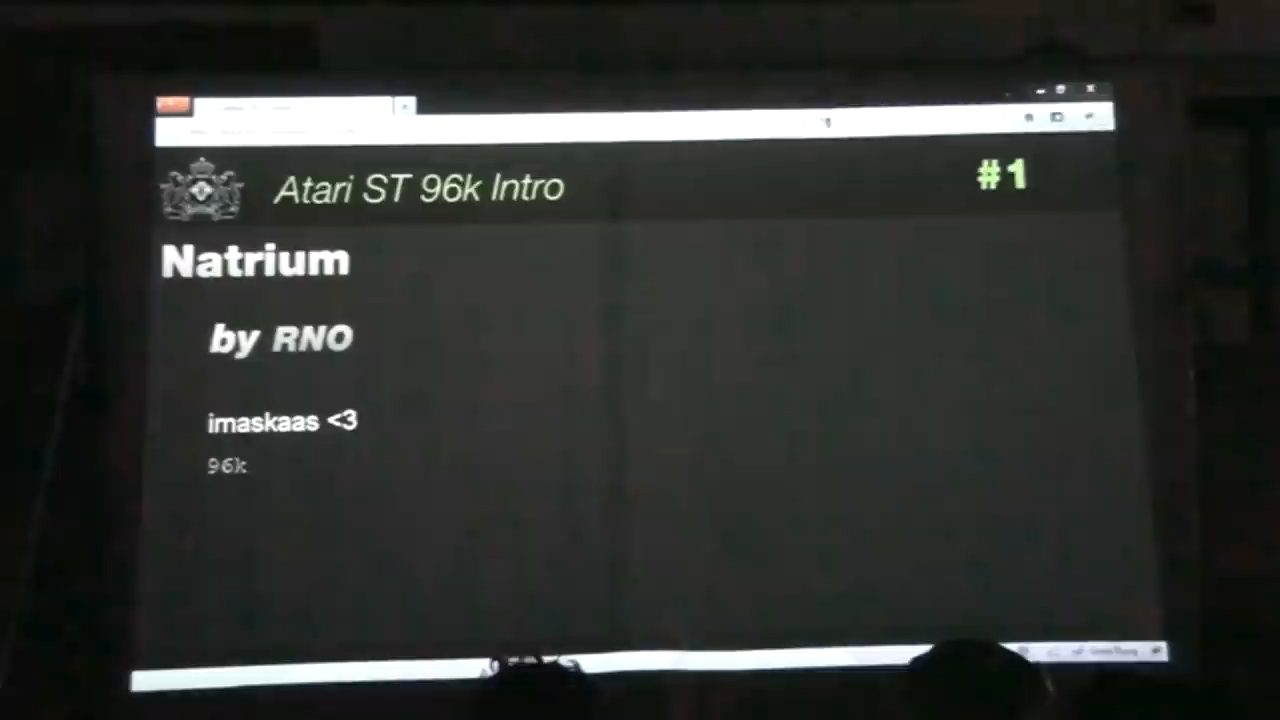 Atari ST 96k Intro
#1
Natrium
by RNO
imaskaas <3
96k